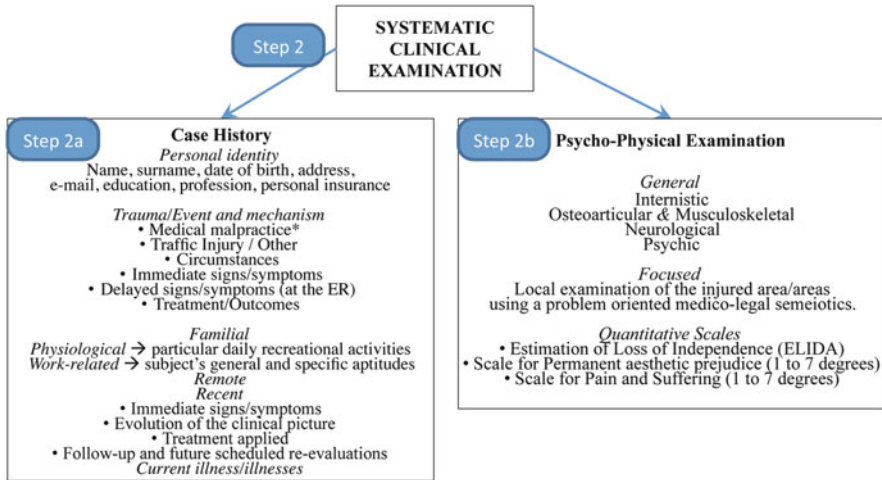 Step 2
SYSTEMATIC
CLINICAL
EXAMINATION
Step 2a
Case History
Personal identity
Name, surname, date of birth, address,
e-mail, education, profession, personal insurance
Trauma/Event and mechanism
• Medical malpractice*
• Traffic Injury / Other
• Circumstances
• Immediate signs/symptoms
• Delayed signs/symptoms (at the ER)
• Treatment/Outcomes
Familial
Physiological → particular daily recreational activities
Work-related → subject's general and specific aptitudes
Remote
Recent
• Immediate signs/symptoms
• Evolution of the clinical picture
• Treatment applied
• Follow-up and future scheduled re-evaluations
Current illness/illnesses
Step 2b
Psycho-Physical Examination
General
Internistic
Osteoarticular & Musculoskeletal
Neurological
Psychic
Focused
Local examination of the injured area/areas
using a problem oriented medico-legal semeiotics.
Quantitative Scales
• Estimation of Loss of Independence (ELIDA)
• Scale for Permanent aesthetic prejudice (1 to 7 degrees)
• Scale for Pain and Suffering (1 to 7 degrees)